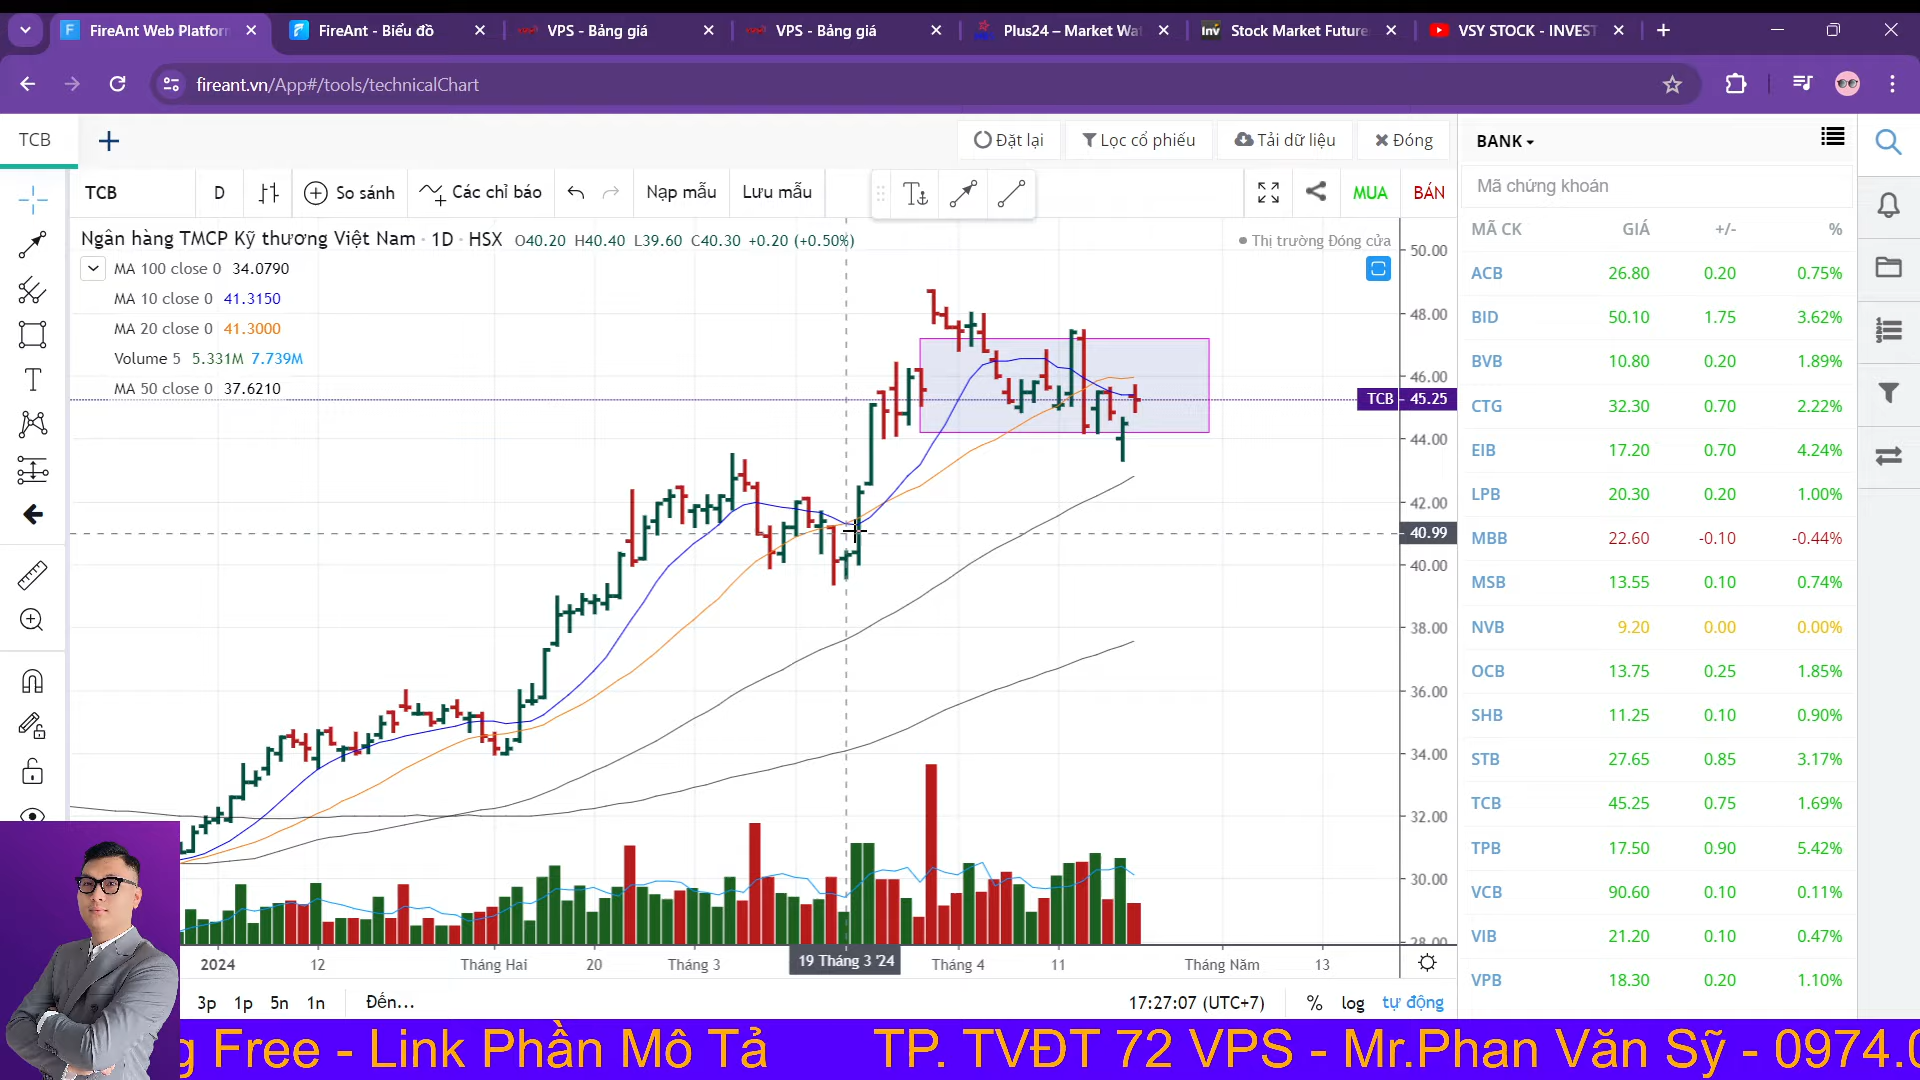 FireAnt Web Platform
FireAnt - Biểu đồ
VPS - Bảng giá
VPS - Bảng giá
Plus24 – Market Wat
Stock Market Future
VSY STOCK - INVEST
fireant.vn/App#/tools/technicalChart
TCB
Đặt lại
Lọc cổ phiếu
Tải dữ liệu
Đóng
TCB
D
So sánh
Các chỉ báo
Nạp mẫu
Lưu mẫu
MUA
BÁN
Ngân hàng TMCP Kỹ thương Việt Nam · 1D · HSX O40.20 H40.40 L39.60 C40.30 +0.20 (+0.50%)
Thị trường Đóng cửa
MA 100 close 0 34.0790
MA 10 close 0 41.3150
MA 20 close 0 41.3000
Volume 5 5.331M 7.739M
MA 50 close 0 37.6210
50.00
48.00
46.00
TCB 45.25
44.00
42.00
40.99
40.00
38.00
36.00
34.00
32.00
30.00
28.00
2024
12
Tháng Hai
20
Tháng 3
19 Tháng 3 '24
Tháng 4
11
Tháng Năm
13
3p 1p 5n 1n
Đến...
17:27:07 (UTC+7)
%
log
tự động
BANK
Mã chứng khoán
MÃ CK GIÁ +/- %
ACB 26.80 0.20 0.75%
BID 50.10 1.75 3.62%
BVB 10.80 0.20 1.89%
CTG 32.30 0.70 2.22%
EIB 17.20 0.70 4.24%
LPB 20.30 0.20 1.00%
MBB 22.60 -0.10 -0.44%
MSB 13.55 0.10 0.74%
NVB 9.20 0.00 0.00%
OCB 13.75 0.25 1.85%
SHB 11.25 0.10 0.90%
STB 27.65 0.85 3.17%
TCB 45.25 0.75 1.69%
TPB 17.50 0.90 5.42%
VCB 90.60 0.10 0.11%
VIB 21.20 0.10 0.47%
VPB 18.30 0.20 1.10%
g Free - Link Phần Mô Tả TP. TVĐT 72 VPS - Mr.Phan Văn Sỹ - 0974.0